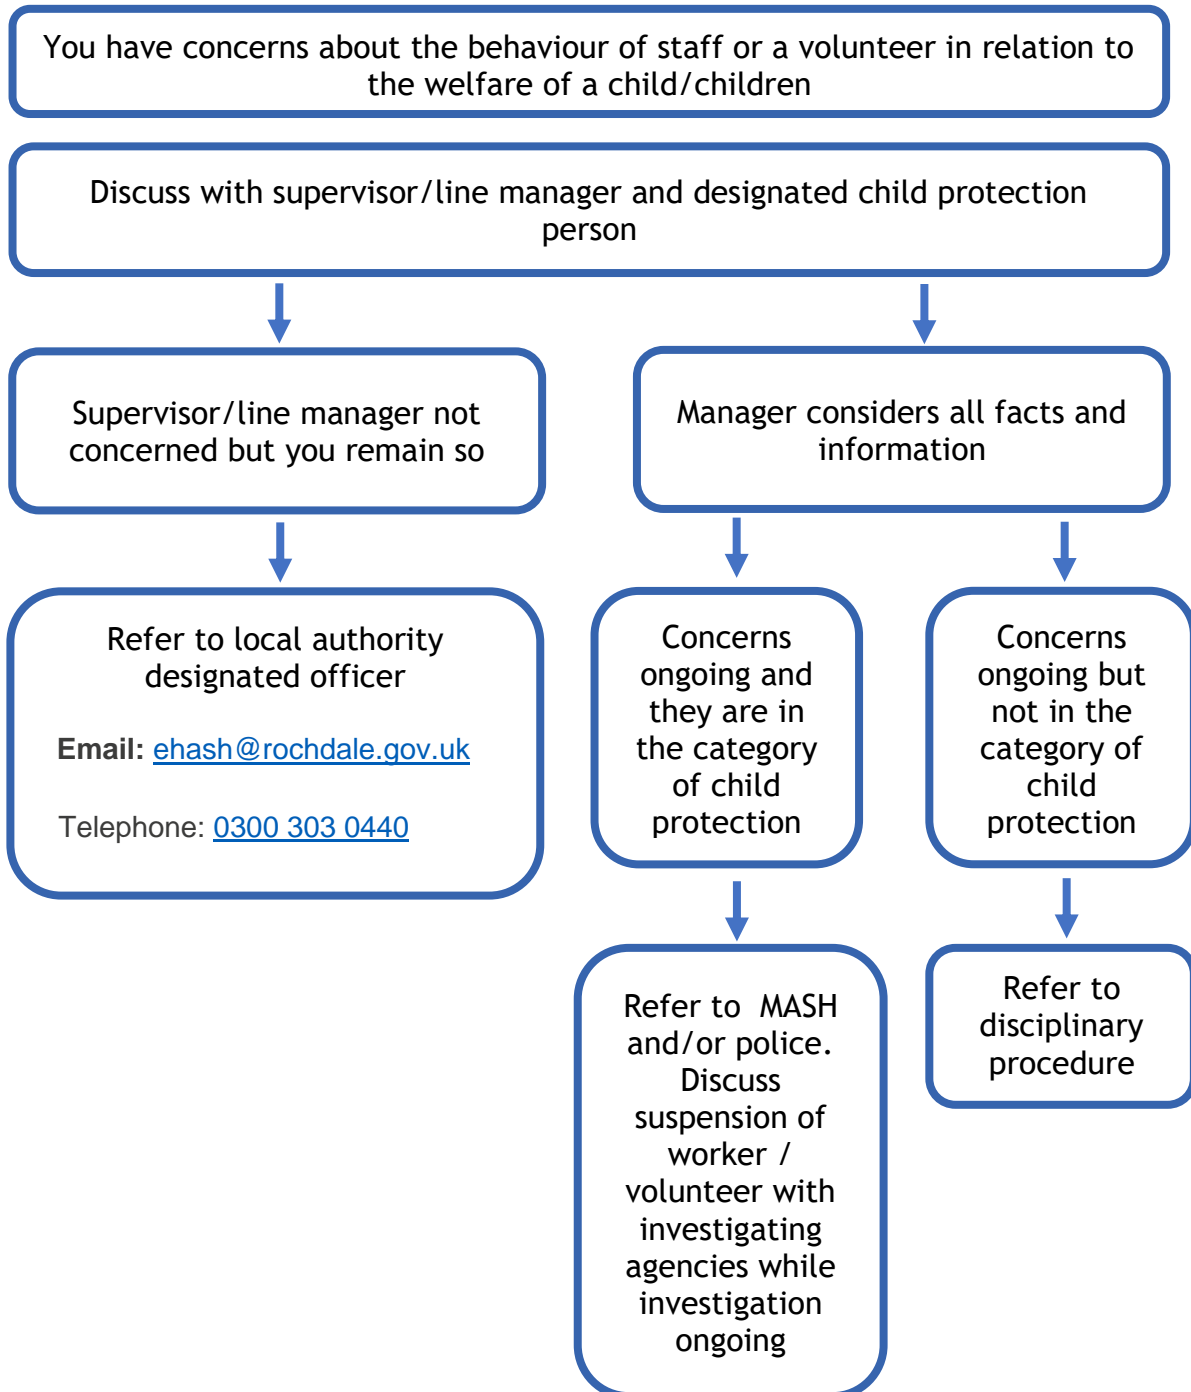 You have concerns about the behaviour of staff or a volunteer in relation to
the welfare of a child/children
Discuss with supervisor/line manager and designated child protection
person
Supervisor/line manager not
concerned but you remain so
Manager considers all facts and
information
Refer to local authority
designated officer
Email: ehash@rochdale.gov.uk
Telephone: 0300 303 0440
Concerns
ongoing and
they are in
the category
of child
protection
Concerns
ongoing but
not in the
category of
child
protection
Refer to  MASH
and/or police.
Discuss
suspension of
worker /
volunteer with
investigating
agencies while
investigation
ongoing
Refer to
disciplinary
procedure